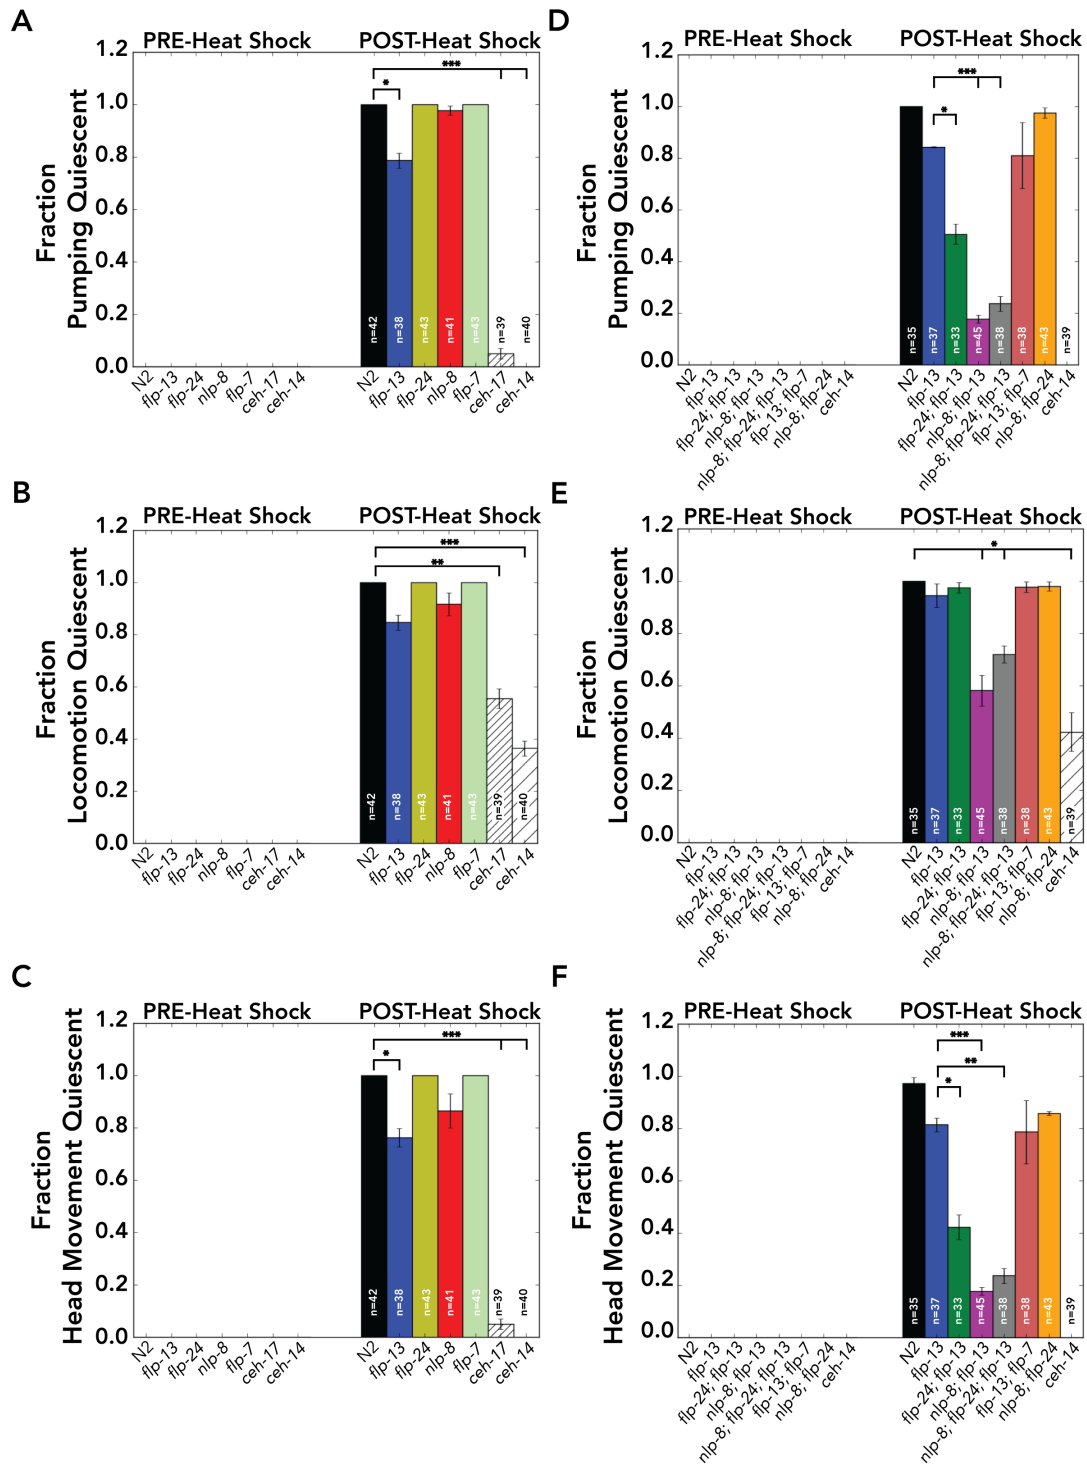 A
PRE-Heat Shock POST-Heat Shock
Fraction
Pumping Quiescent
1.2
1.0
0.8
0.6
0.4
0.2
0.0
*
***
n=42 n=38 n=43 n=41 n=43 n=39 n=40
N2 flp-13 flp-24 nlp-8 flp-7 ceh-17 ceh-14
N2 flp-13 flp-24 nlp-8 flp-7 ceh-17 ceh-14
D
PRE-Heat Shock POST-Heat Shock
Fraction
Pumping Quiescent
1.2
1.0
0.8
0.6
0.4
0.2
0.0
***
*
n=35 n=37 n=33 n=45 n=38 n=38 n=43 n=39
N2 flp-13 flp-24; flp-13 nlp-8; flp-13 nlp-8; flp-24; flp-13 flp-13; flp-7 nlp-8; flp-24 ceh-14
N2 flp-13 flp-24; flp-13 nlp-8; flp-13 nlp-8; flp-24; flp-13 flp-13; flp-7 nlp-8; flp-24 ceh-14
B
PRE-Heat Shock POST-Heat Shock
Fraction
Locomotion Quiescent
1.2
1.0
0.8
0.6
0.4
0.2
0.0
***
**
n=42 n=38 n=43 n=41 n=43 n=39 n=40
N2 flp-13 flp-24 nlp-8 flp-7 ceh-17 ceh-14
N2 flp-13 flp-24 nlp-8 flp-7 ceh-17 ceh-14
E
PRE-Heat Shock POST-Heat Shock
Fraction
Locomotion Quiescent
1.2
1.0
0.8
0.6
0.4
0.2
0.0
*
n=35 n=37 n=33 n=45 n=38 n=38 n=43 n=39
N2 flp-13 flp-24; flp-13 nlp-8; flp-13 nlp-8; flp-24; flp-13 flp-13; flp-7 nlp-8; flp-24 ceh-14
N2 flp-13 flp-24; flp-13 nlp-8; flp-13 nlp-8; flp-24; flp-13 flp-13; flp-7 nlp-8; flp-24 ceh-14
C
PRE-Heat Shock POST-Heat Shock
Fraction
Head Movement Quiescent
1.2
1.0
0.8
0.6
0.4
0.2
0.0
***
*
n=42 n=38 n=43 n=41 n=43 n=39 n=40
N2 flp-13 flp-24 nlp-8 flp-7 ceh-17 ceh-14
N2 flp-13 flp-24 nlp-8 flp-7 ceh-17 ceh-14
F
PRE-Heat Shock POST-Heat Shock
Fraction
Head Movement Quiescent
1.2
1.0
0.8
0.6
0.4
0.2
0.0
***
**
*
n=35 n=37 n=33 n=45 n=38 n=38 n=43 n=39
N2 flp-13 flp-24; flp-13 nlp-8; flp-13 nlp-8; flp-24; flp-13 flp-13; flp-7 nlp-8; flp-24 ceh-14
N2 flp-13 flp-24; flp-13 nlp-8; flp-13 nlp-8; flp-24; flp-13 flp-13; flp-7 nlp-8; flp-24 ceh-14